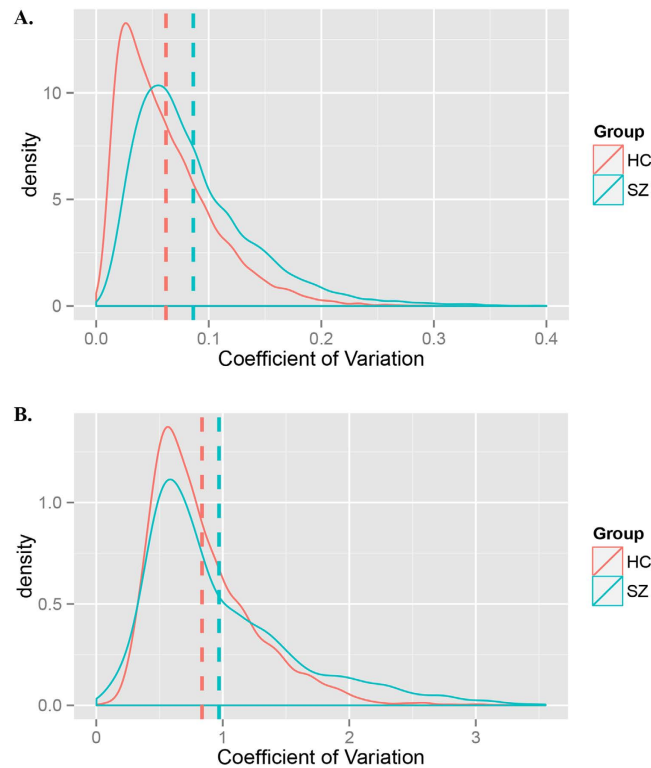 A.
10
5
0
density
0.0 0.1 0.2 0.3 0.4
Coefficient of Variation
Group
HC
SZ
B.
1.0
0.5
0.0
density
0 1 2 3
Coefficient of Variation
Group
HC
SZ